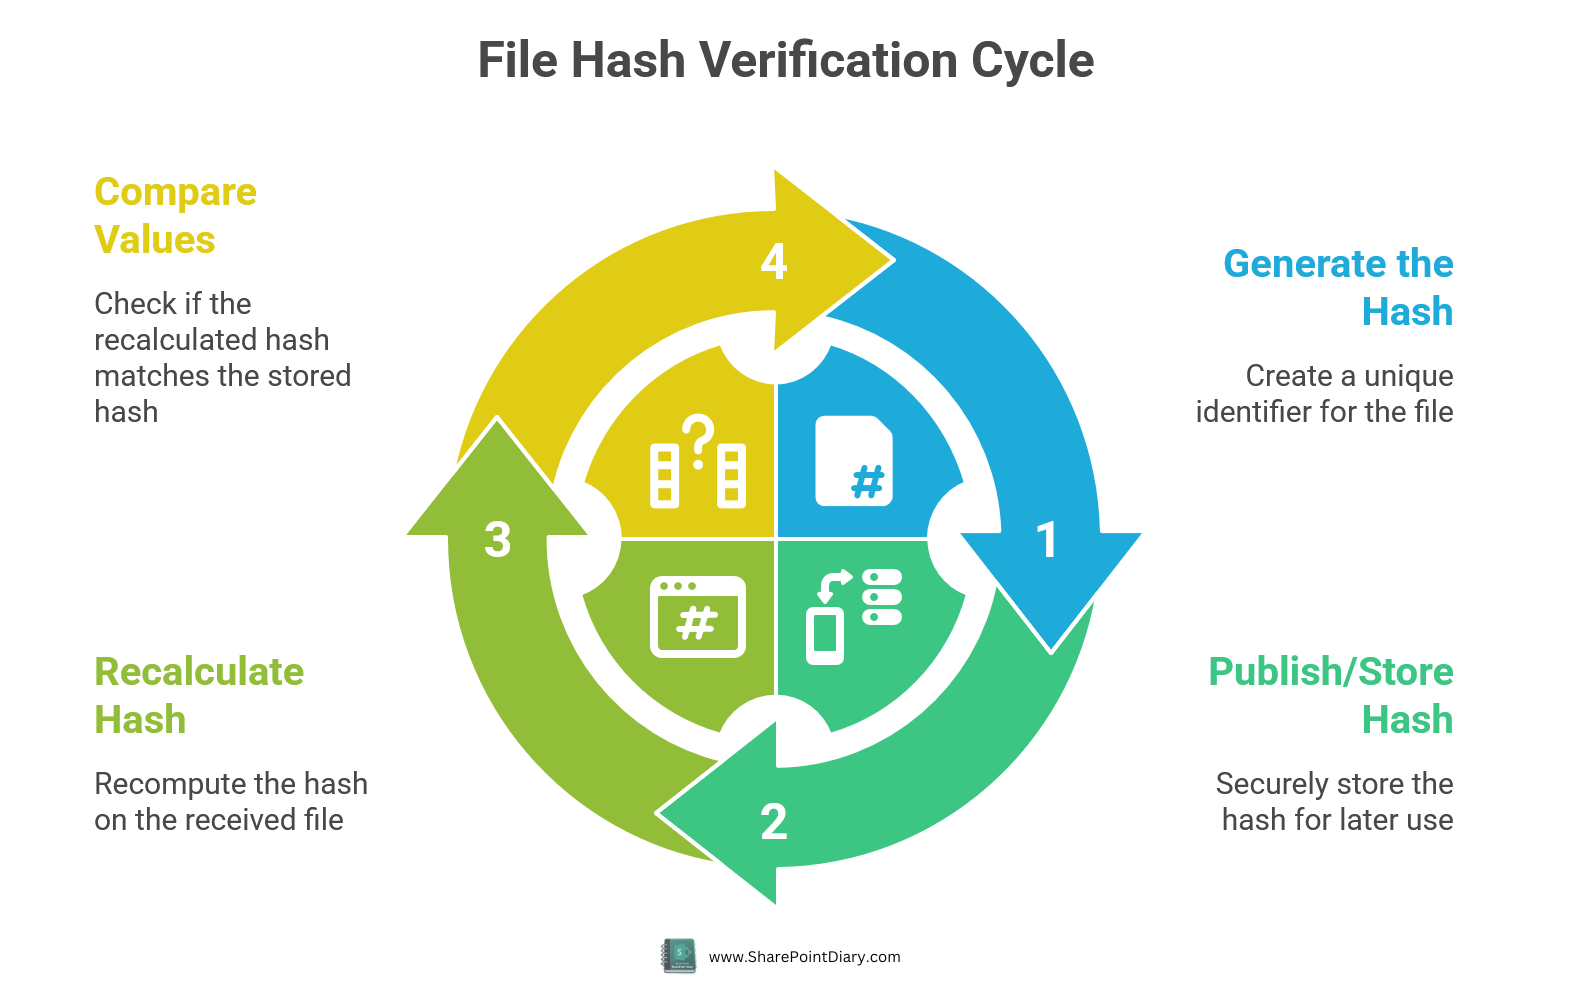 File Hash Verification Cycle
Compare
Values
Check if the
recalculated hash
matches the stored
hash
Generate the
Hash
Create a unique
identifier for the file
4
3
1
2
#
#
?
Recalculate
Hash
Recompute the hash
on the received file
Publish/Store
Hash
Securely store the
hash for later use
www.SharePointDiary.com